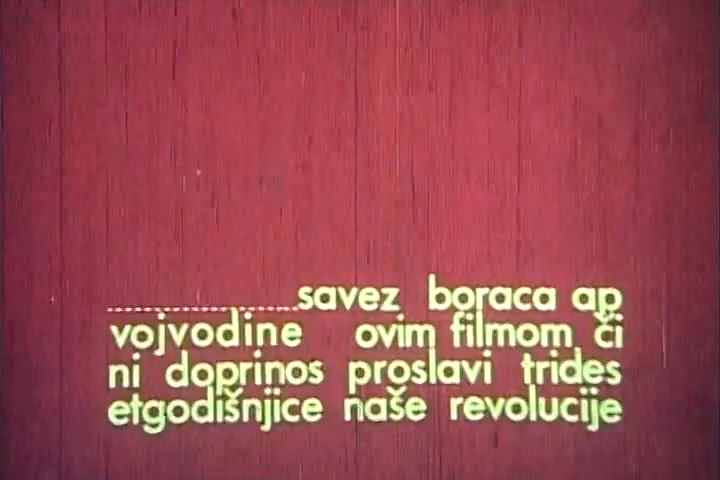 ....................savez boraca ap
vojvodine ovim filmom či
ni doprinos proslavi trides
etgodišnjice naše revolucije